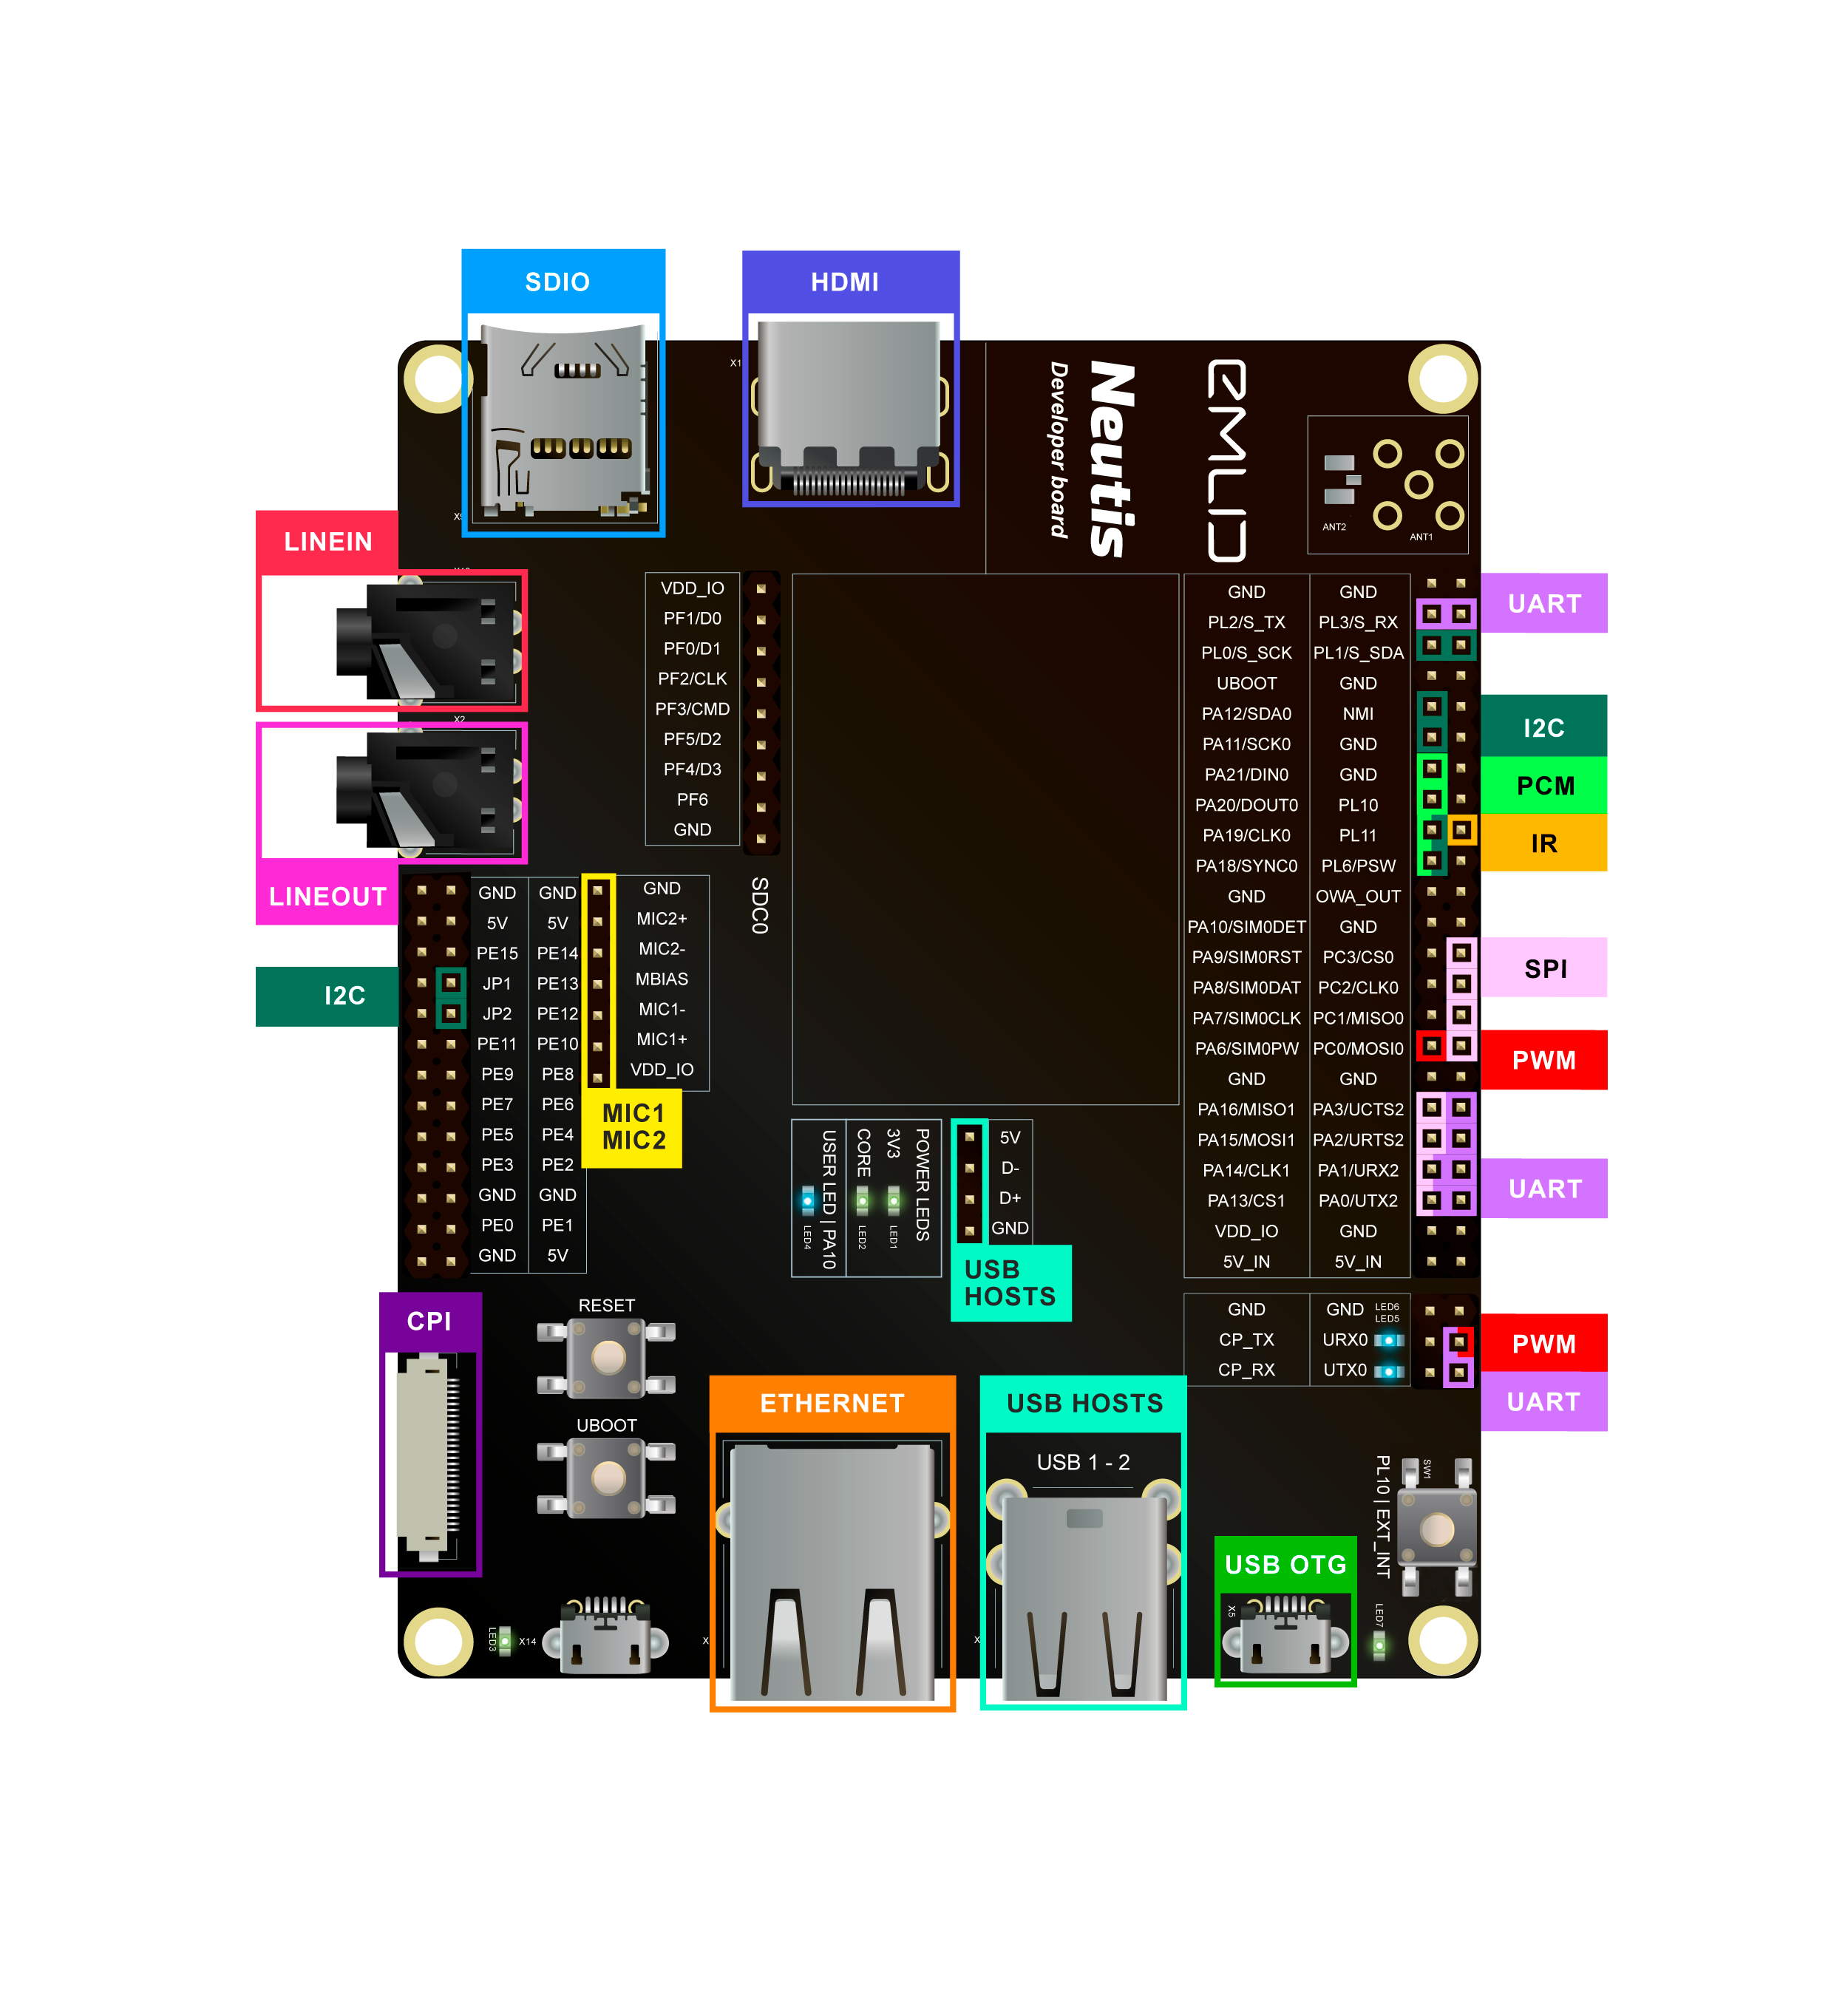 SDIO
HDMI
X1
Neutis
Developer board
EMLID
ANT2
ANT1
LINEIN
X2
LINEOUT
VDD_IO
PF1/D0
PF0/D1
PF2/CLK
PF3/CMD
PF5/D2
PF4/D3
PF6
GND
SDC0
GND GND
PL2/S_TX PL3/S_RX
PL0/S_SCK PL1/S_SDA
UBOOT GND
PA12/SDA0 NMI
PA11/SCK0 GND
PA21/DIN0 GND
PA20/DOUT0 PL10
PA19/CLK0 PL11
PA18/SYNC0 PL6/PSW
GND OWA_OUT
PA10/SIM0DET GND
PA9/SIM0RST PC3/CS0
PA8/SIM0DAT PC2/CLK0
PA7/SIM0CLK PC1/MISO0
PA6/SIM0PW PC0/MOSI0
GND GND
PA16/MISO1 PA3/UCTS2
PA15/MOSI1 PA2/URTS2
PA14/CLK1 PA1/URX2
PA13/CS1 PA0/UTX2
VDD_IO GND
5V_IN 5V_IN
UART
I2C
PCM
IR
SPI
PWM
UART
I2C
GND GND
5V 5V
PE15 PE14
JP1 PE13
JP2 PE12
PE11 PE10
PE9 PE8
PE7 PE6
PE5 PE4
PE3 PE2
GND GND
PE0 PE1
GND 5V
GND
MIC2+
MIC2-
MBIAS
MIC1-
MIC1+
VDD_IO
MIC1
MIC2
USER LED | PA10
LED4
CORE
LED2
3V3
LED1
POWER LEDS
5V
D-
D+
GND
USB
HOSTS
GND GND
CP_TX URX0
CP_RX UTX0
LED6
LED5
PWM
UART
CPI
RESET
UBOOT
ETHERNET
USB HOSTS
USB 1 - 2
USB OTG
PL10 | EXT_INT
SW1
LED3
X14
X
X
X5
LED7